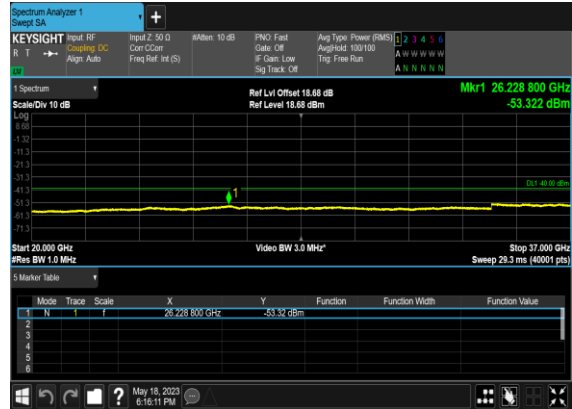 Spectrum Analyzer 1
Swept SA
+
KEYSIGHT Input: RF Input Z: 50 Ω #Atten: 10 dB PNO: Fast Avg Type: Power (RMS) 1 2 3 4 5 6
R T Coupling: DC Corr CCorr Gate: Off Avg|Hold: 100/100 A W W W W W
Align: Auto Freq Ref: Int (S) IF Gain: Low Trig: Free Run
Sig Track: Off A N N N N N
1 Spectrum Ref Lvl Offset 18.68 dB Mkr1 26.228 800 GHz
Scale/Div 10 dB Ref Level 18.68 dBm -53.322 dBm
Log
8.68
-1.32
-11.3
-21.3
-31.3
DL1 -40.00 dBm
-41.3
1
-51.3
-61.3
-71.3
Start 20.000 GHz Video BW 3.0 MHz* Stop 37.000 GHz
#Res BW 1.0 MHz Sweep 29.3 ms (40001 pts)
5 Marker Table
Mode Trace Scale X Y Function Function Width Function Value
1 N 1 f 26.228 800 GHz -53.32 dBm
2
3
4
5
6
? May 18, 2023
6:16:11 PM